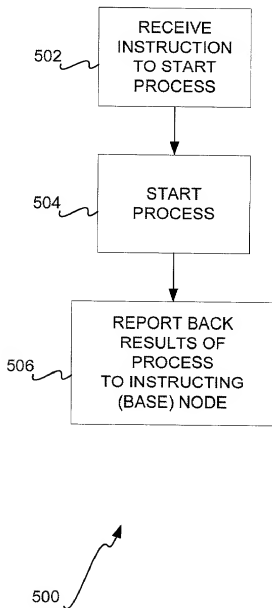 RECEIVE
INSTRUCTION
TO START
PROCESS
502
START
PROCESS
504
REPORT BACK
RESULTS OF
PROCESS
TO INSTRUCTING
(BASE) NODE
506
500